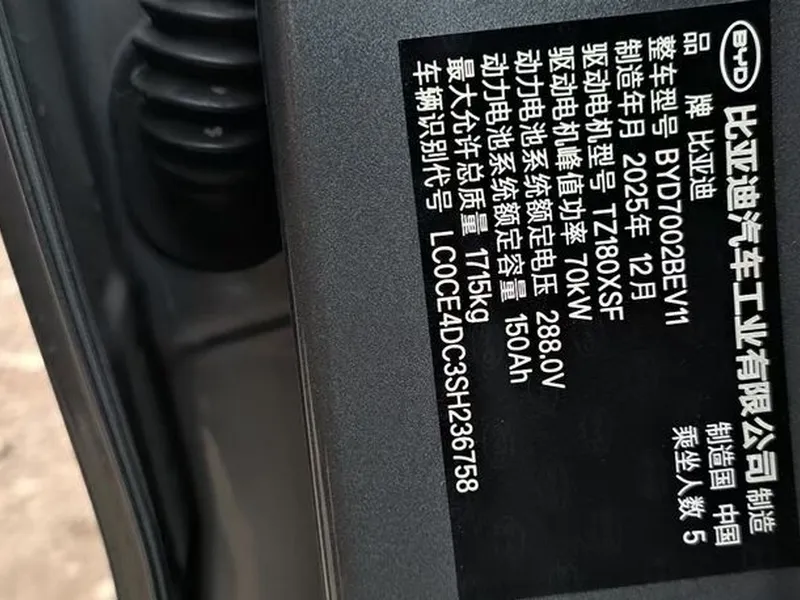 BYD 比亚迪汽车工业有限公司 制造
品 牌 比亚迪 制造国 中国
整车型号 BYD7002BEV11 乘坐人数 5
制造年月 2025年 12月
驱动电机型号 TZ180XSF
驱动电机峰值功率 70kW
动力电池系统额定电压 288.0V
动力电池系统额定容量 150Ah
最大允许总质量 1715kg
车辆识别代号 LC0CE4DC3SH236758